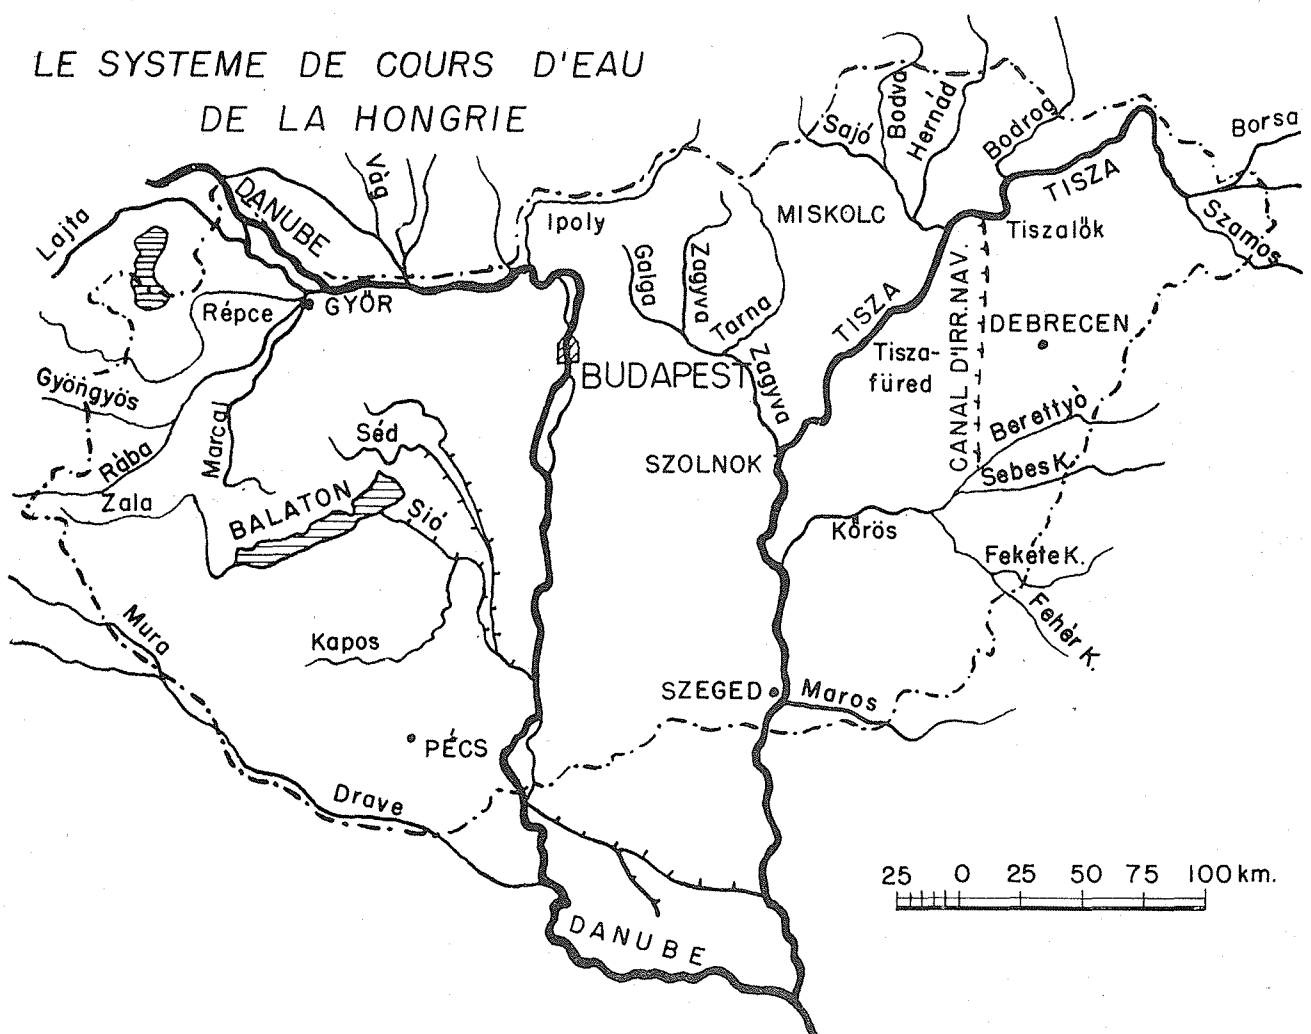 LE SYSTEME DE COURS D'EAU
DE LA HONGRIE
Lajta
DANUBE
Vàg
Ipoly
Galga
Zagyva
Tarna
Zagyva
MISKOLC
Sajó
Bodva
Hernád
Bodrog
TISZA
Borsa
Szamos
Tiszalök
TISZA
Tisza-
füred
CANAL D'IRR.NAV.
DEBRECEN
Répce
GYÖR
BUDAPEST
Gyöngyös
Marcal
Rába
Zala
Séd
BALATON
Sió
SZOLNOK
Berettyó
Sebes K.
Körös
Fekete K.
Fehér K.
Mura
Kapos
SZEGED
Maros
PÉCS
Drave
DANUBE
25 0 25 50 75 100 km.